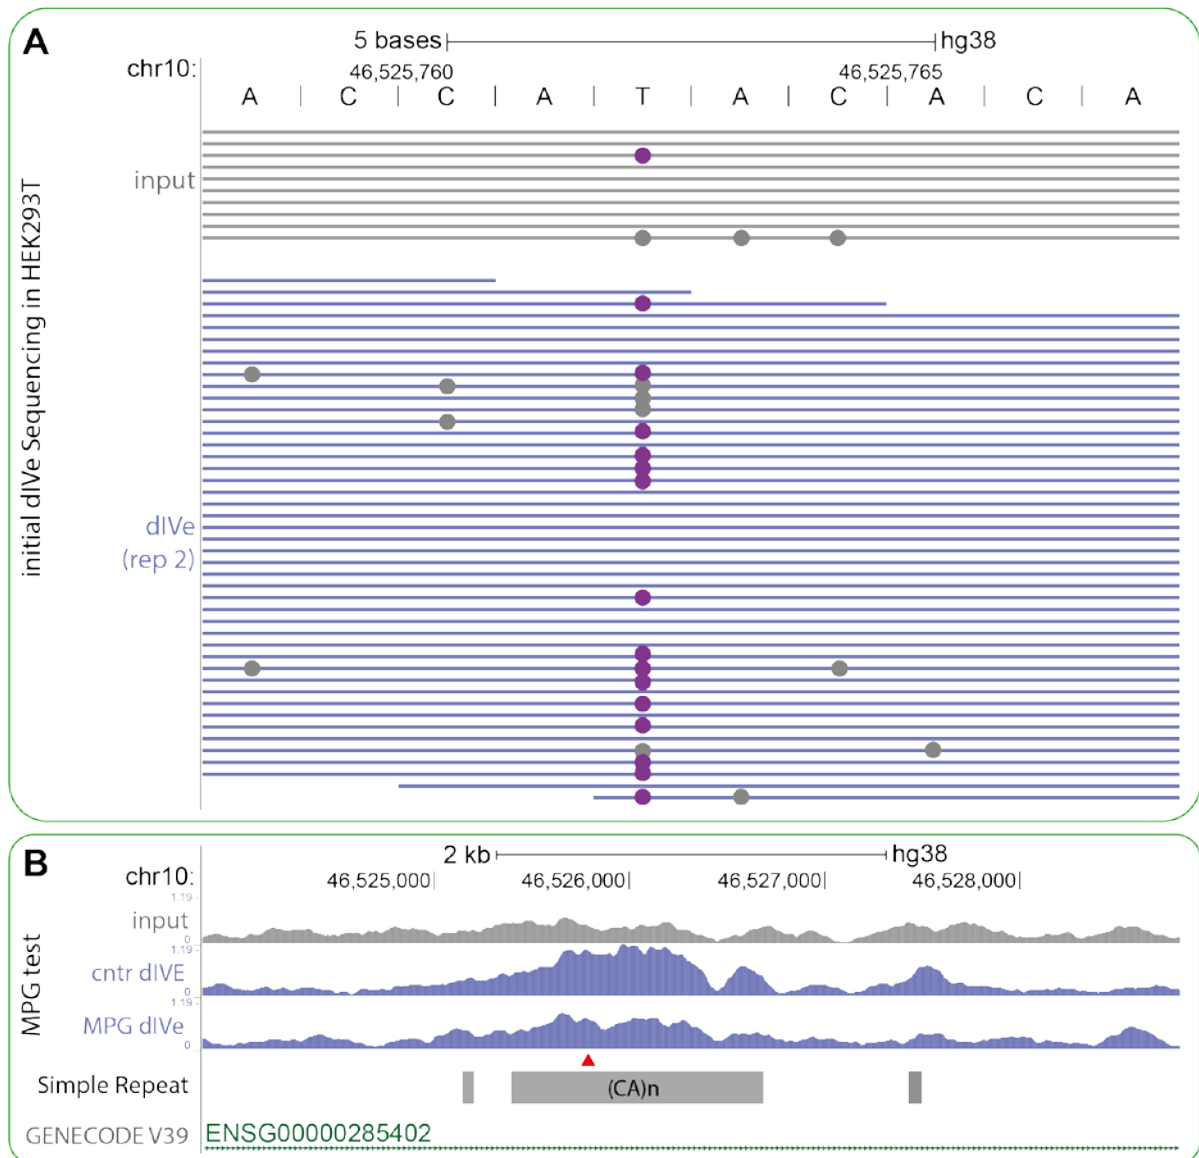 A
5 bases hg38
chr10: 46,525,760 46,525,765
A | C | C | A | T | A | C | A | C | A
initial dIVe Sequencing in HEK293T
input
dIVe
(rep 2)
B
2 kb hg38
chr10: 46,525,000| 46,526,000| 46,527,000| 46,528,000|
MPG test
1.19
input
0
1.19
cntr dIVE
0
1.19
MPG dIVe
0
Simple Repeat (CA)n
GENECODE V39 ENSG00000285402